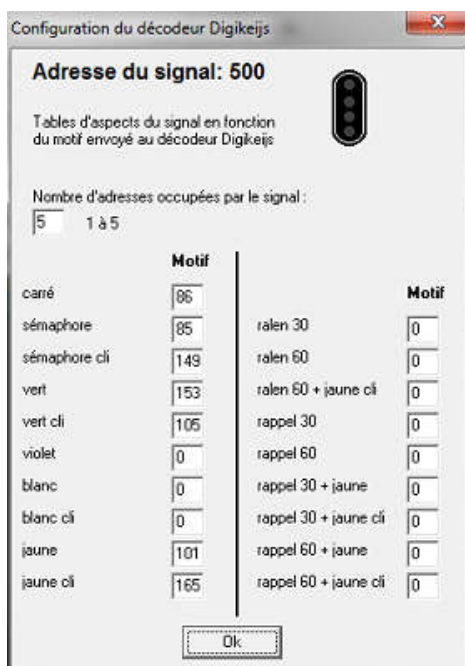 Configuration du décodeur Digikeijs
Adresse du signal: 500
Tables d'aspects du signal en fonction
du motif envoyé au décodeur Digikeijs
Nombre d'adresses occupées par le signal :
5 1 à 5
Motif
carré 86
sémaphore 85
sémaphore cli 149
vert 153
vert cli 105
violet 0
blanc 0
blanc cli 0
jaune 101
jaune cli 165
Motif
ralen 30 0
ralen 60 0
ralen 60 + jaune cli 0
rappel 30 0
rappel 60 0
rappel 30 + jaune 0
rappel 30 + jaune cli 0
rappel 60 + jaune 0
rappel 60 + jaune cli 0
Ok